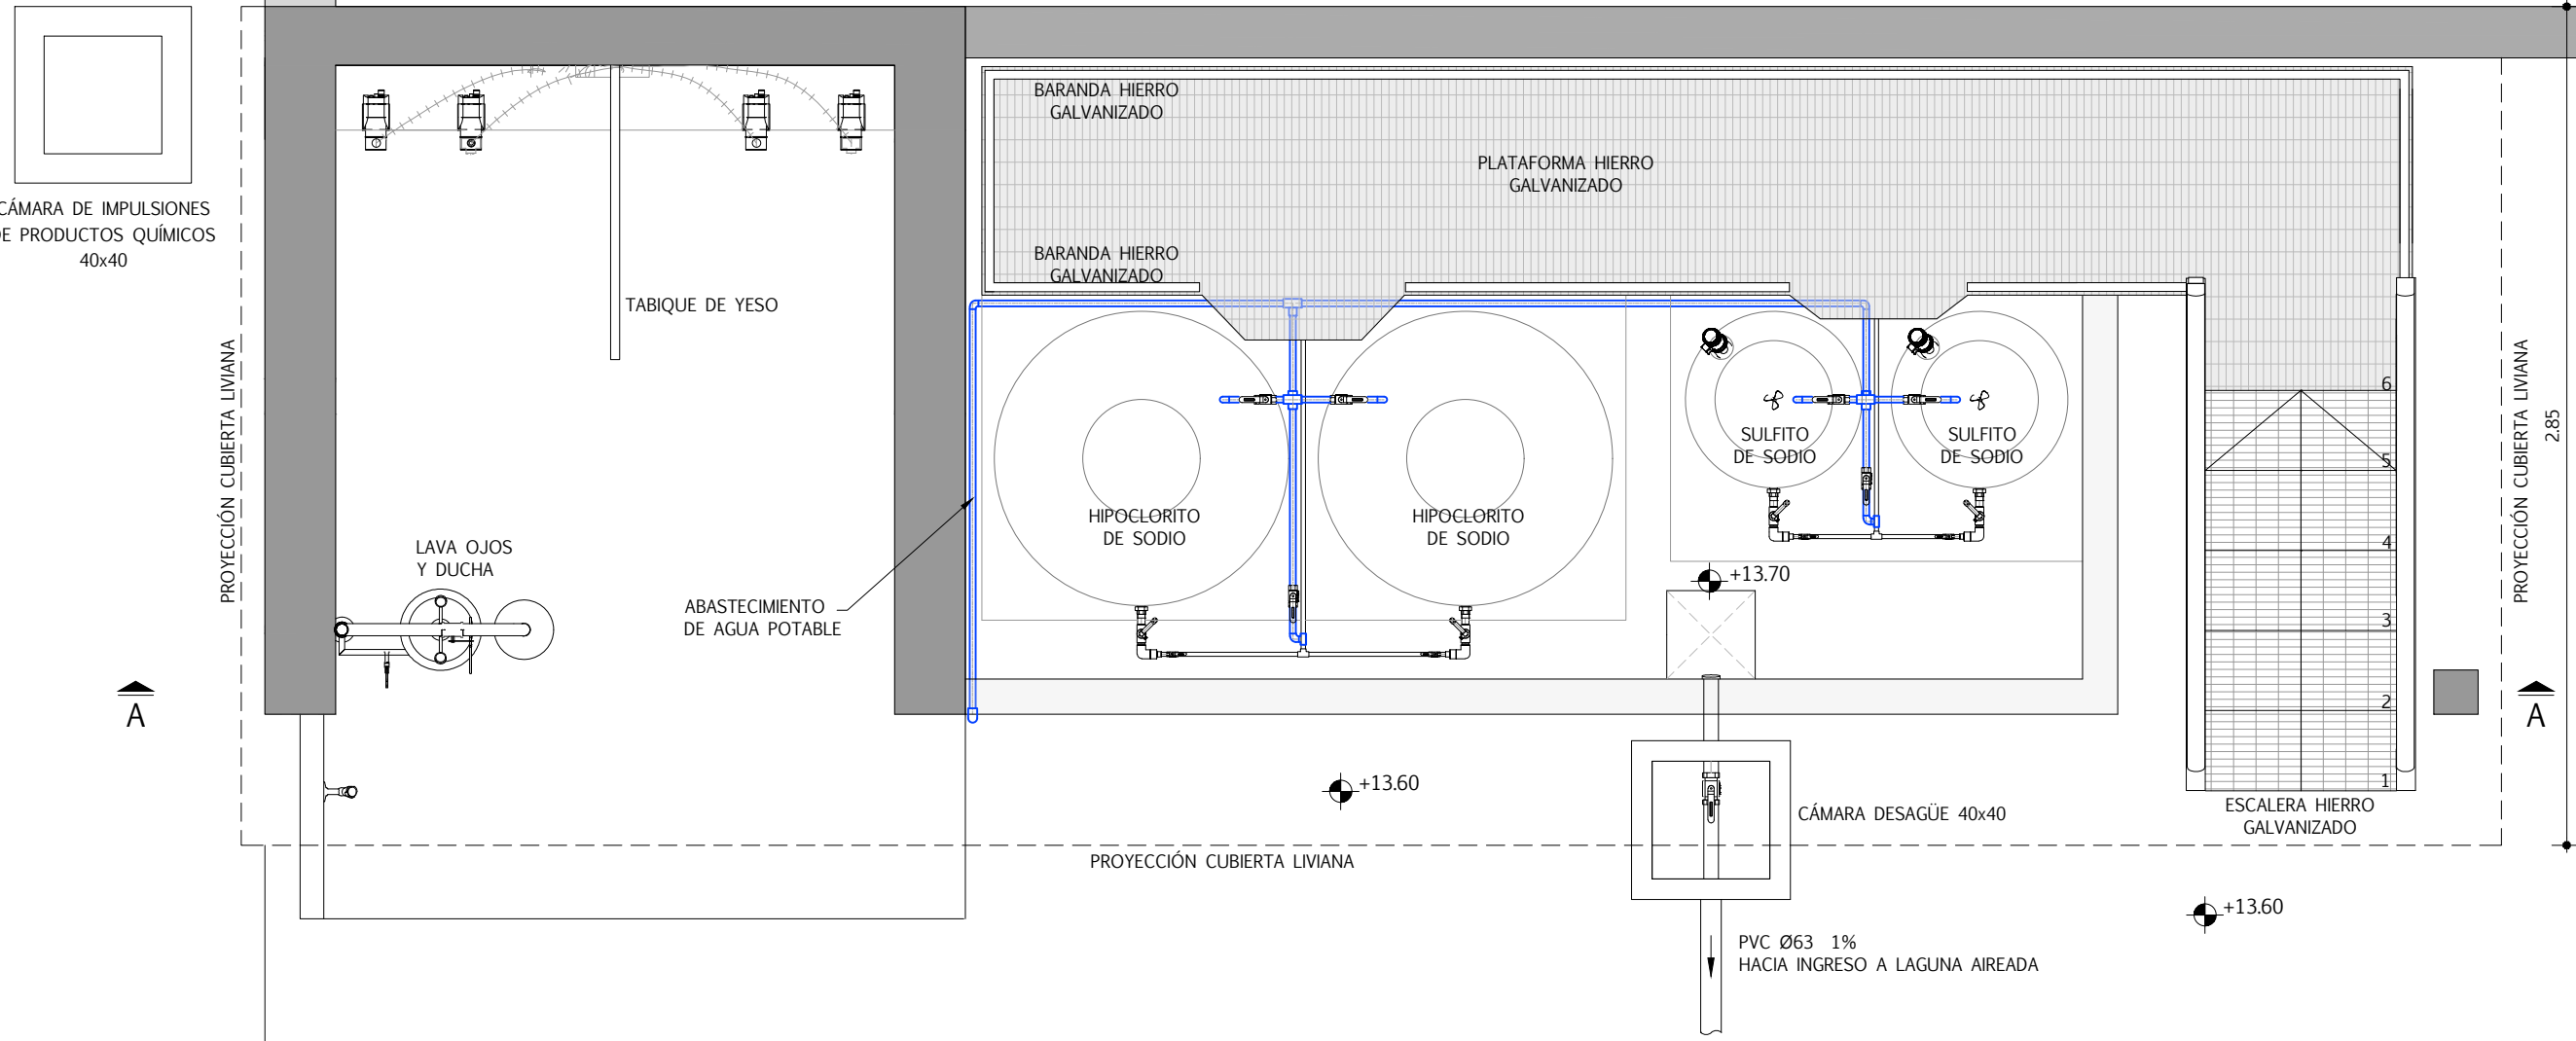 BARANDA HIERRO
GALVANIZADO
PLATAFORMA HIERRO
GALVANIZADO
CÁMARA DE IMPULSIONES
DE PRODUCTOS QUÍMICOS
40x40
BARANDA HIERRO
GALVANIZADO
TABIQUE DE YESO
PROYECCIÓN CUBIERTA LIVIANA
PROYECCIÓN CUBIERTA LIVIANA
2.85
SULFITO
DE SODIO
SULFITO
DE SODIO
HIPOCLORITO
DE SODIO
HIPOCLORITO
DE SODIO
LAVA OJOS
Y DUCHA
ABASTECIMIENTO
DE AGUA POTABLE
+13.70
6
5
4
3
2
1
A
A
+13.60
CÁMARA DESAGÜE 40x40
ESCALERA HIERRO
GALVANIZADO
PROYECCIÓN CUBIERTA LIVIANA
+13.60
PVC Ø63 1%
HACIA INGRESO A LAGUNA AIREADA